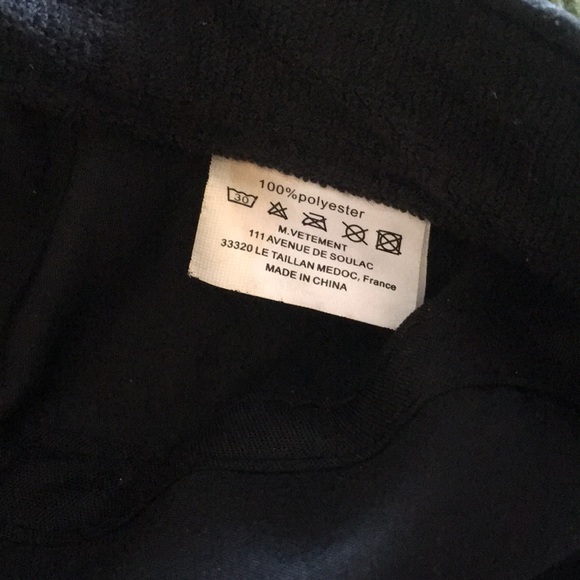 100%polyester
30
M.VETEMENT
111 AVENUE DE SOULAC
33320 LE TAILLAN MEDOC, France
MADE IN CHINA